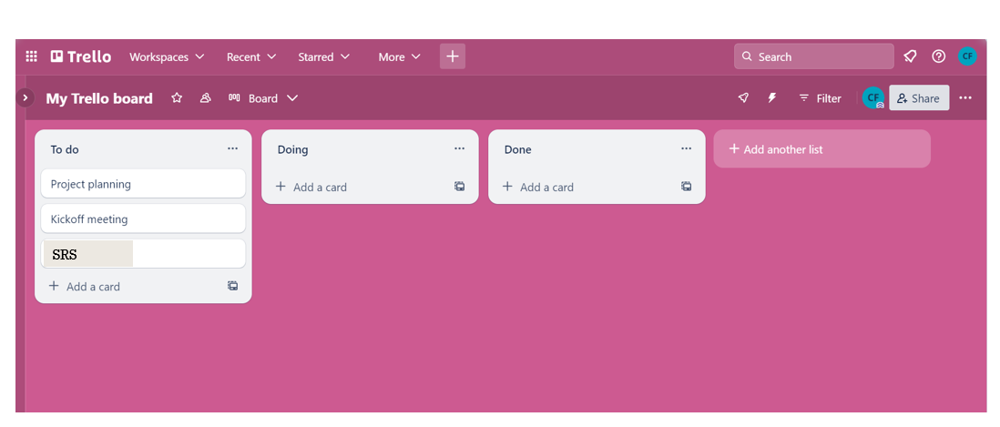 Trello Workspaces Recent Starred More Search CF
My Trello board Board Filter CF Share
To do
Project planning
Kickoff meeting
SRS
Add a card
Doing
Add a card
Done
Add a card
Add another list